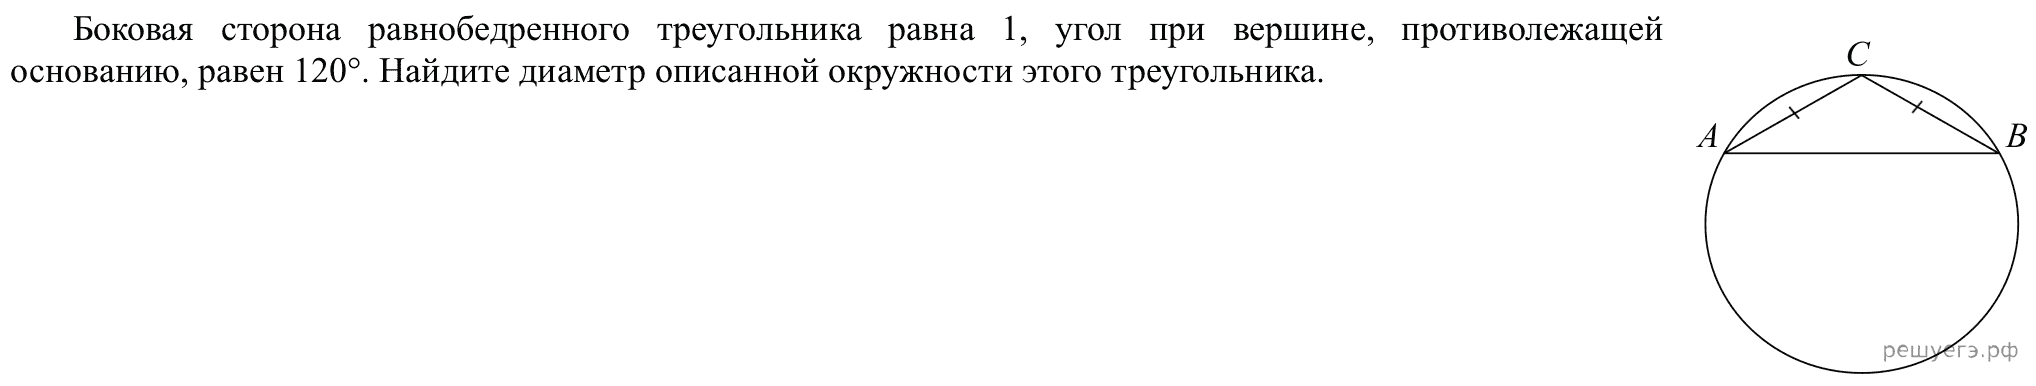 Боковая сторона равнобедренного треугольника равна 1, угол при вершине, противолежащей
основанию, равен 120°. Найдите диаметр описанной окружности этого треугольника.
C
A
B
решуегэ.рф